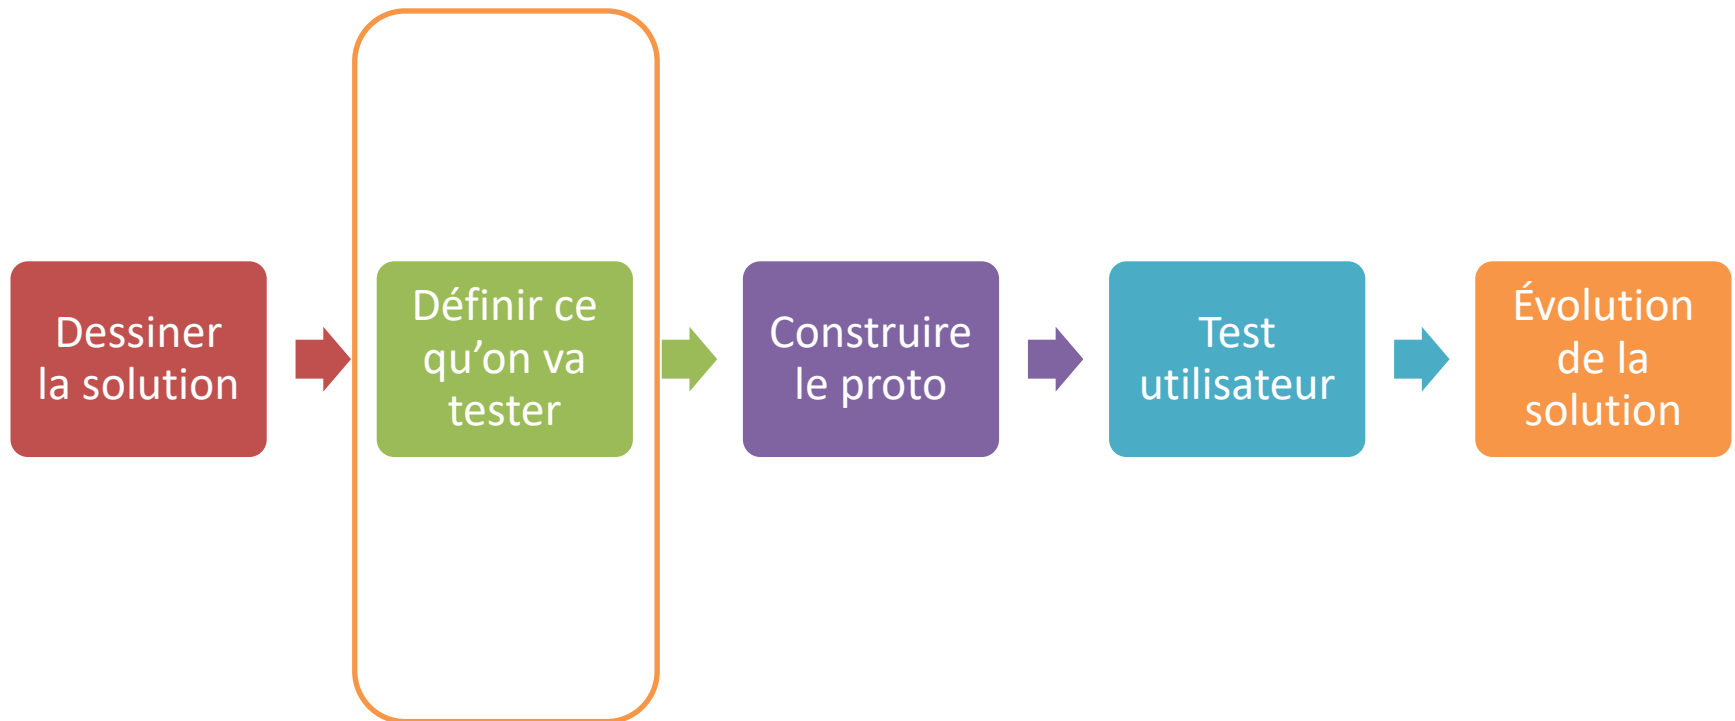 Dessiner
la solution
Définir ce
qu’on va
tester
Construire
le proto
Test
utilisateur
Évolution
de la
solution